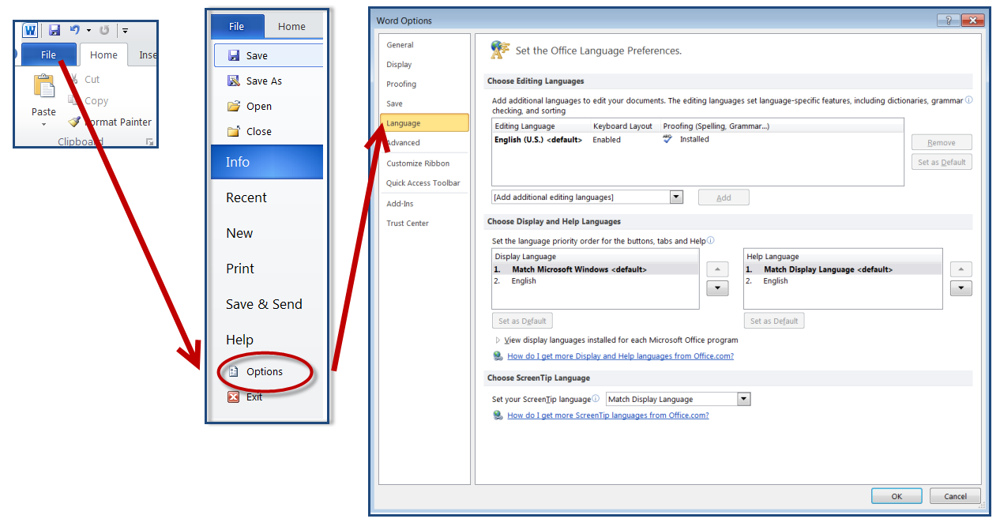 W
File
Home
Inse
Cut
Copy
Paste
Format Painter
Clipboard
File
Home
Save
Save As
Open
Close
Info
Recent
New
Print
Save & Send
Help
Options
Exit
Word Options
General
Display
Proofing
Save
Language
Advanced
Customize Ribbon
Quick Access Toolbar
Add-Ins
Trust Center
Set the Office Language Preferences.
Choose Editing Languages
Add additional languages to edit your documents. The editing languages set language-specific features, including dictionaries, grammar
checking, and sorting
Editing Language Keyboard Layout Proofing (Spelling, Grammar...)
English (U.S.) <default> Enabled Installed
Remove
Set as Default
[Add additional editing languages]
Add
Choose Display and Help Languages
Set the language priority order for the buttons, tabs and Help
Display Language
1. Match Microsoft Windows <default>
2. English
Set as Default
Help Language
1. Match Display Language <default>
2. English
Set as Default
View display languages installed for each Microsoft Office program
How do I get more Display and Help languages from Office.com?
Choose ScreenTip Language
Set your ScreenTip language Match Display Language
How do I get more ScreenTip languages from Office.com?
OK
Cancel